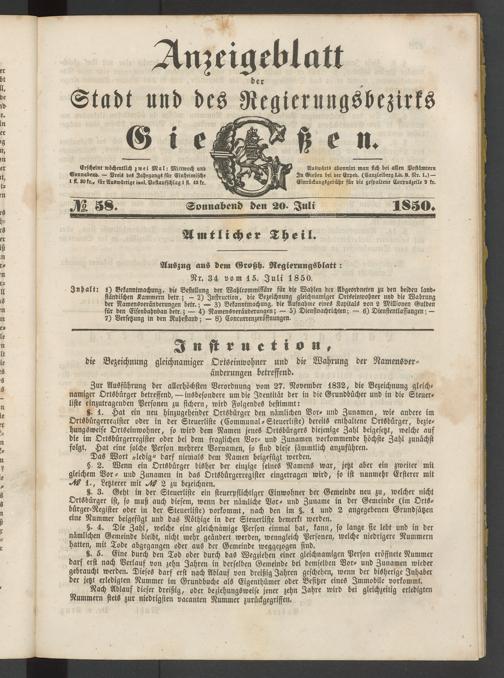 Anzeigeblatt
der
Stadt und des Regierungsbezirks
Gießen.
Erscheint wöchentlich zwei Mal: Mittwoch und
Sonnabend. — Preis des Jahrgangs für Einheimische
1 fl. 30 kr., für Auswärtige incl. Postaufschlag 1 fl. 48 kr.
Auswärts abonnirt man sich bei allen Postämtern
In Gießen bei der Exped. (Canzleiberg Lit. B. Nr. 1.) —
Einrückungsgebühr für die gespaltene Corpuszeile 3 kr.
№ 58. Sonnabend den 20. Juli 1850.
Amtlicher Theil.
Auszug aus dem Großh. Regierungsblatt:
Nr. 34 vom 15. Juli 1850.
Inhalt: 1) Bekanntmachung, die Bestellung der Wahlcommissäre für die Wahlen der Abgeordneten zu den beiden land-
ständischen Kammern betr.; — 2) Instruction, die Bezeichnung gleichnamiger Ortseinwohner und die Wahrung
der Namensveränderungen betr.; — 3) Bekanntmachung, die Aufnahme eines Capitals von 2 Millionen Gulden
für den Eisenbahnbau betr.; — 4) Namensveränderungen; — 5) Dienstnachrichten; — 6) Dienstentlassungen; —
7) Versetzung in den Ruhestand; — 8) Concurrenzeröffnungen.
Instruction,
die Bezeichnung gleichnamiger Ortseinwohner und die Wahrung der Namensver-
änderungen betreffend.
Zur Ausführung der allerhöchsten Verordnung vom 27. November 1832, die Bezeichnung gleich-
namiger Ortsbürger betreffend, — insbesondere um die Identität der in die Grundbücher und in die Steuer-
liste einzutragenden Personen zu sichern, wird Folgendes bestimmt:
§. 1. Hat ein neu hinzugehender Ortsbürger den nämlichen Vor- und Zunamen, wie andere im
Ortsbürgerregister oder in der Steuerliste (Communal-Steuerliste) bereits enthaltene Ortsbürger, bezie-
hungsweise Ortseinwohner, so wird dem Namen jenes Ortsbürgers diejenige Zahl beigesetzt, welche auf
die im Ortsbürgerregister oder bei dem fraglichen Vor- und Zunamen vorkommende höchste Zahl zunächst
folgt. Hat eine solche Person mehrere Vornamen, so sind diese sämmtlich anzuführen.
Das Wort „ledig" darf niemals dem Namen beigefügt werden.
§. 2. Wenn ein Ortsbürger bisher der einzige seines Namens war, jetzt aber ein zweiter mit
gleichem Vor- und Zunamen in das Ortsbürgerregister eingetragen wird, so ist nunmehr Ersterer mit
№ 1., Letzterer mit № 2 zu bezeichnen.
§. 3. Geht in der Steuerliste ein steuerpflichtiger Einwohner der Gemeinde neu zu, welcher nicht
Ortsbürger ist, so muß auch diesem, wenn der nämliche Vor- und Zuname in der Gemeinde (im Orts-
bürger-Register oder in der Steuerliste) vorkommt, nach den im §. 1 und 2 angegebenen Grundsätzen
eine Nummer beigefügt und das Nöthige in der Steuerliste bemerkt werden.
§. 4. Die Zahl, welche eine gleichnamige Person einmal hat, kann, so lange sie lebt und in der
nämlichen Gemeinde bleibt, nicht mehr geändert werden, wenngleich Personen, welche niedrigere Nummern
hatten, mit Tode abgegangen oder aus der Gemeinde weggezogen sind.
§. 5. Eine durch den Tod oder durch das Wegziehen einer gleichnamigen Person eröffnete Nummer
darf erst nach Verlauf von zehn Jahren in derselben Gemeinde bei demselben Vor- und Zunamen wieder
gebraucht werden. Dieses darf erst nach Ablauf von dreißig Jahren geschehen, wenn der bisherige Inhaber
der jetzt erledigten Nummer im Grundbuche als Eigenthümer oder Besitzer eines Immobile vorkommt.
Nach Ablauf dieser dreißig, oder beziehungsweise jener zehn Jahre wird bei gleichzeitig erledigten
Nummern stets zur niedrigsten vacanten Nummer zurückgegriffen.